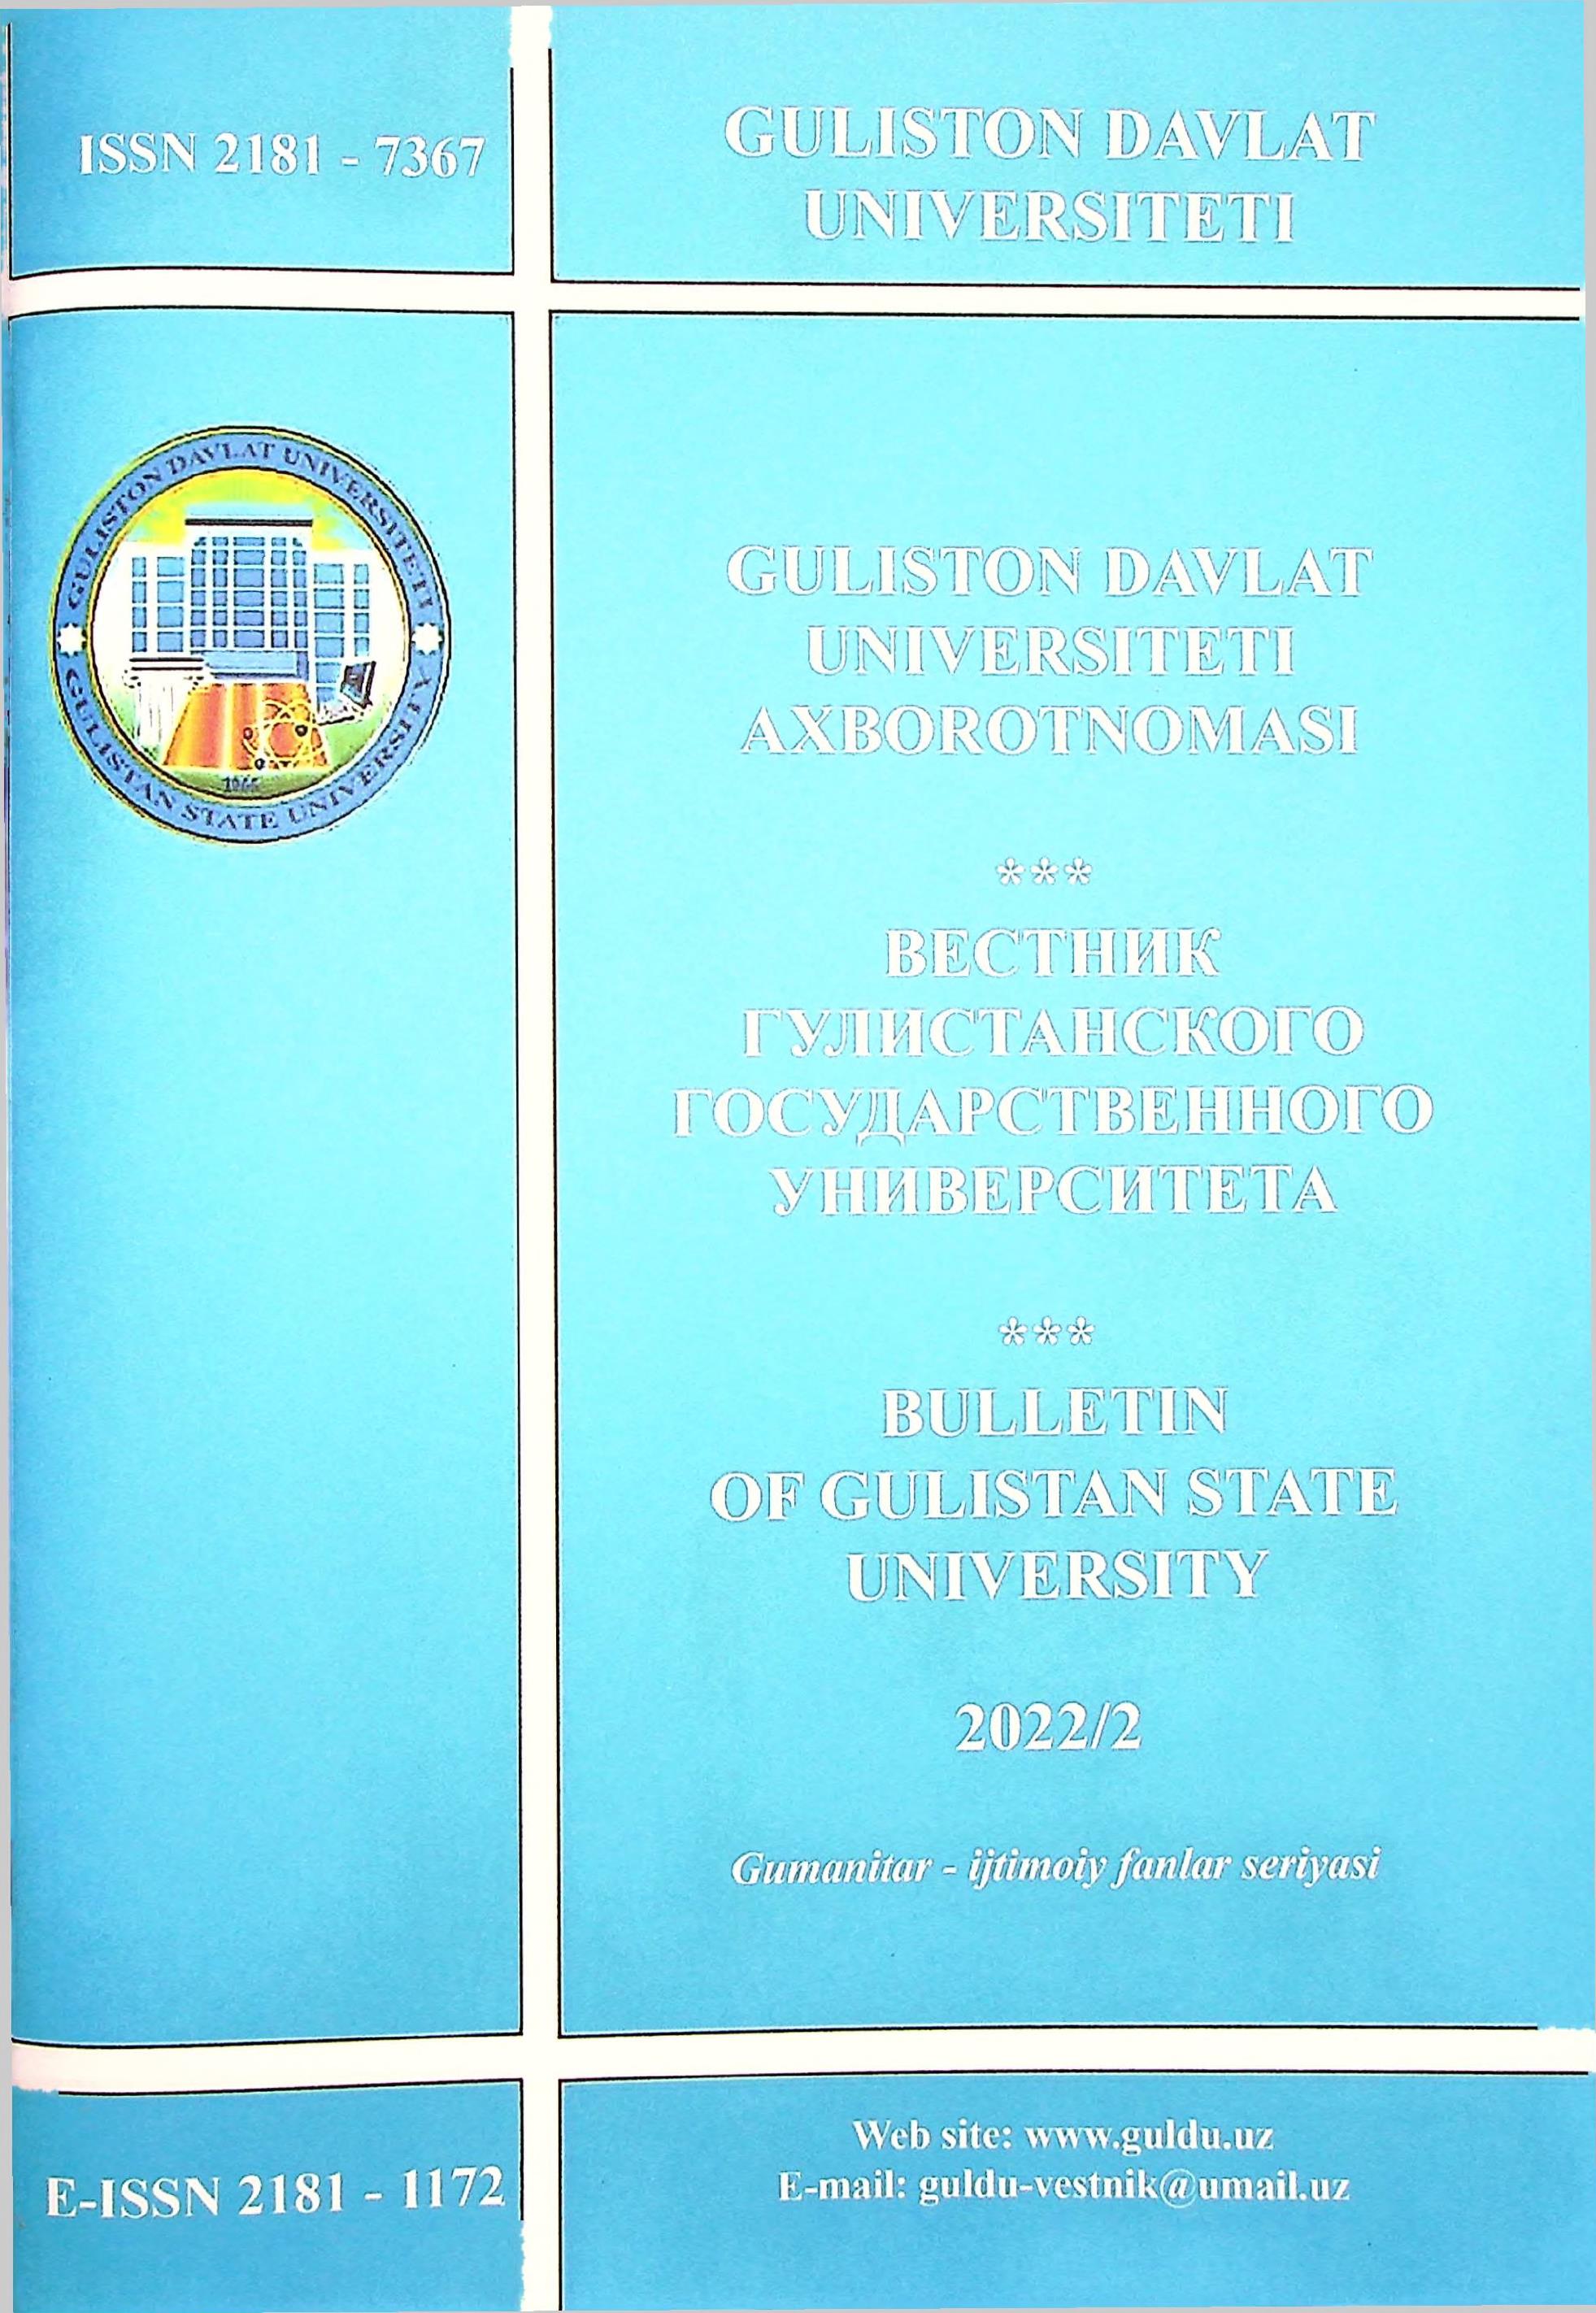 ISSN 2181 - 7367
GULISTON DAVLAT
UNIVERSITETI
GULISTON DAVLAT UNIVERSITETI
GULISTAN STATE UNIVERSITY
GULISTON DAVLAT
UNIVERSITETI
AXBOROTNOMASI
***
ВЕСТНИК
ГУЛИСТАНСКОГО
ГОСУДАРСТВЕННОГО
УНИВЕРСИТЕТА
***
BULLETIN
OF GULISTAN STATE
UNIVERSITY
2022/2
Gumanitar - ijtimoiy fanlar seriyasi
E-ISSN 2181 - 1172
Web site: www.guldu.uz
E-mail: guldu-vestnik@umail.uz